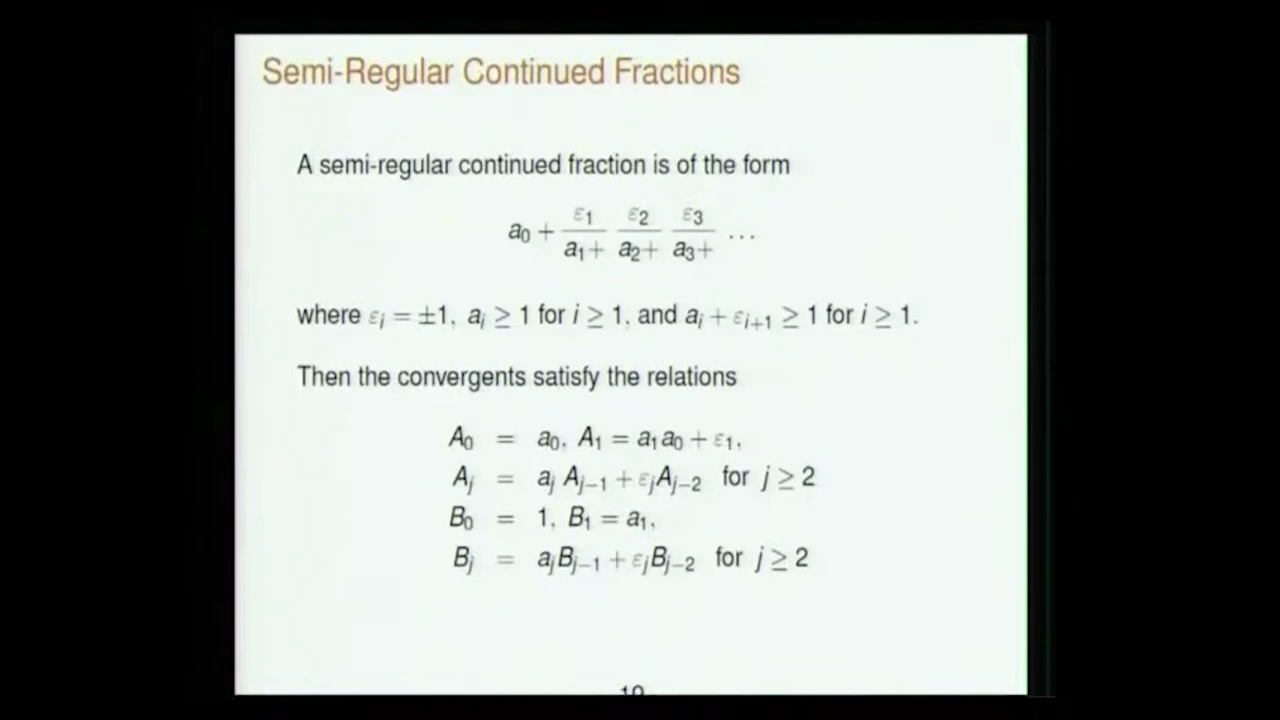 Semi-Regular Continued Fractions
A semi-regular continued fraction is of the form
a₀ + ε₁/a₁+ ε₂/a₂+ ε₃/a₃+ ⋯
where εᵢ = ±1, aᵢ ≥ 1 for i ≥ 1, and aᵢ + εᵢ₊₁ ≥ 1 for i ≥ 1.
Then the convergents satisfy the relations
A₀ = a₀, A₁ = a₁a₀ + ε₁,
Aⱼ = aⱼ Aⱼ₋₁ + εⱼAⱼ₋₂ for j ≥ 2
B₀ = 1, B₁ = a₁,
Bⱼ = aⱼBⱼ₋₁ + εⱼBⱼ₋₂ for j ≥ 2